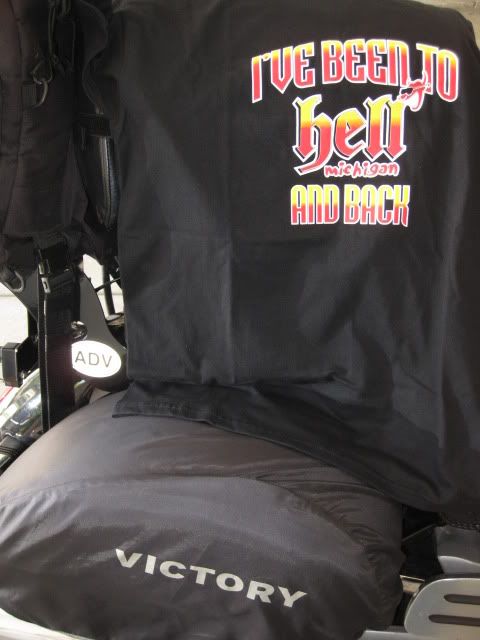 I'VE BEEN TO
hell
michigan
AND BACK
ADV
VICTORY